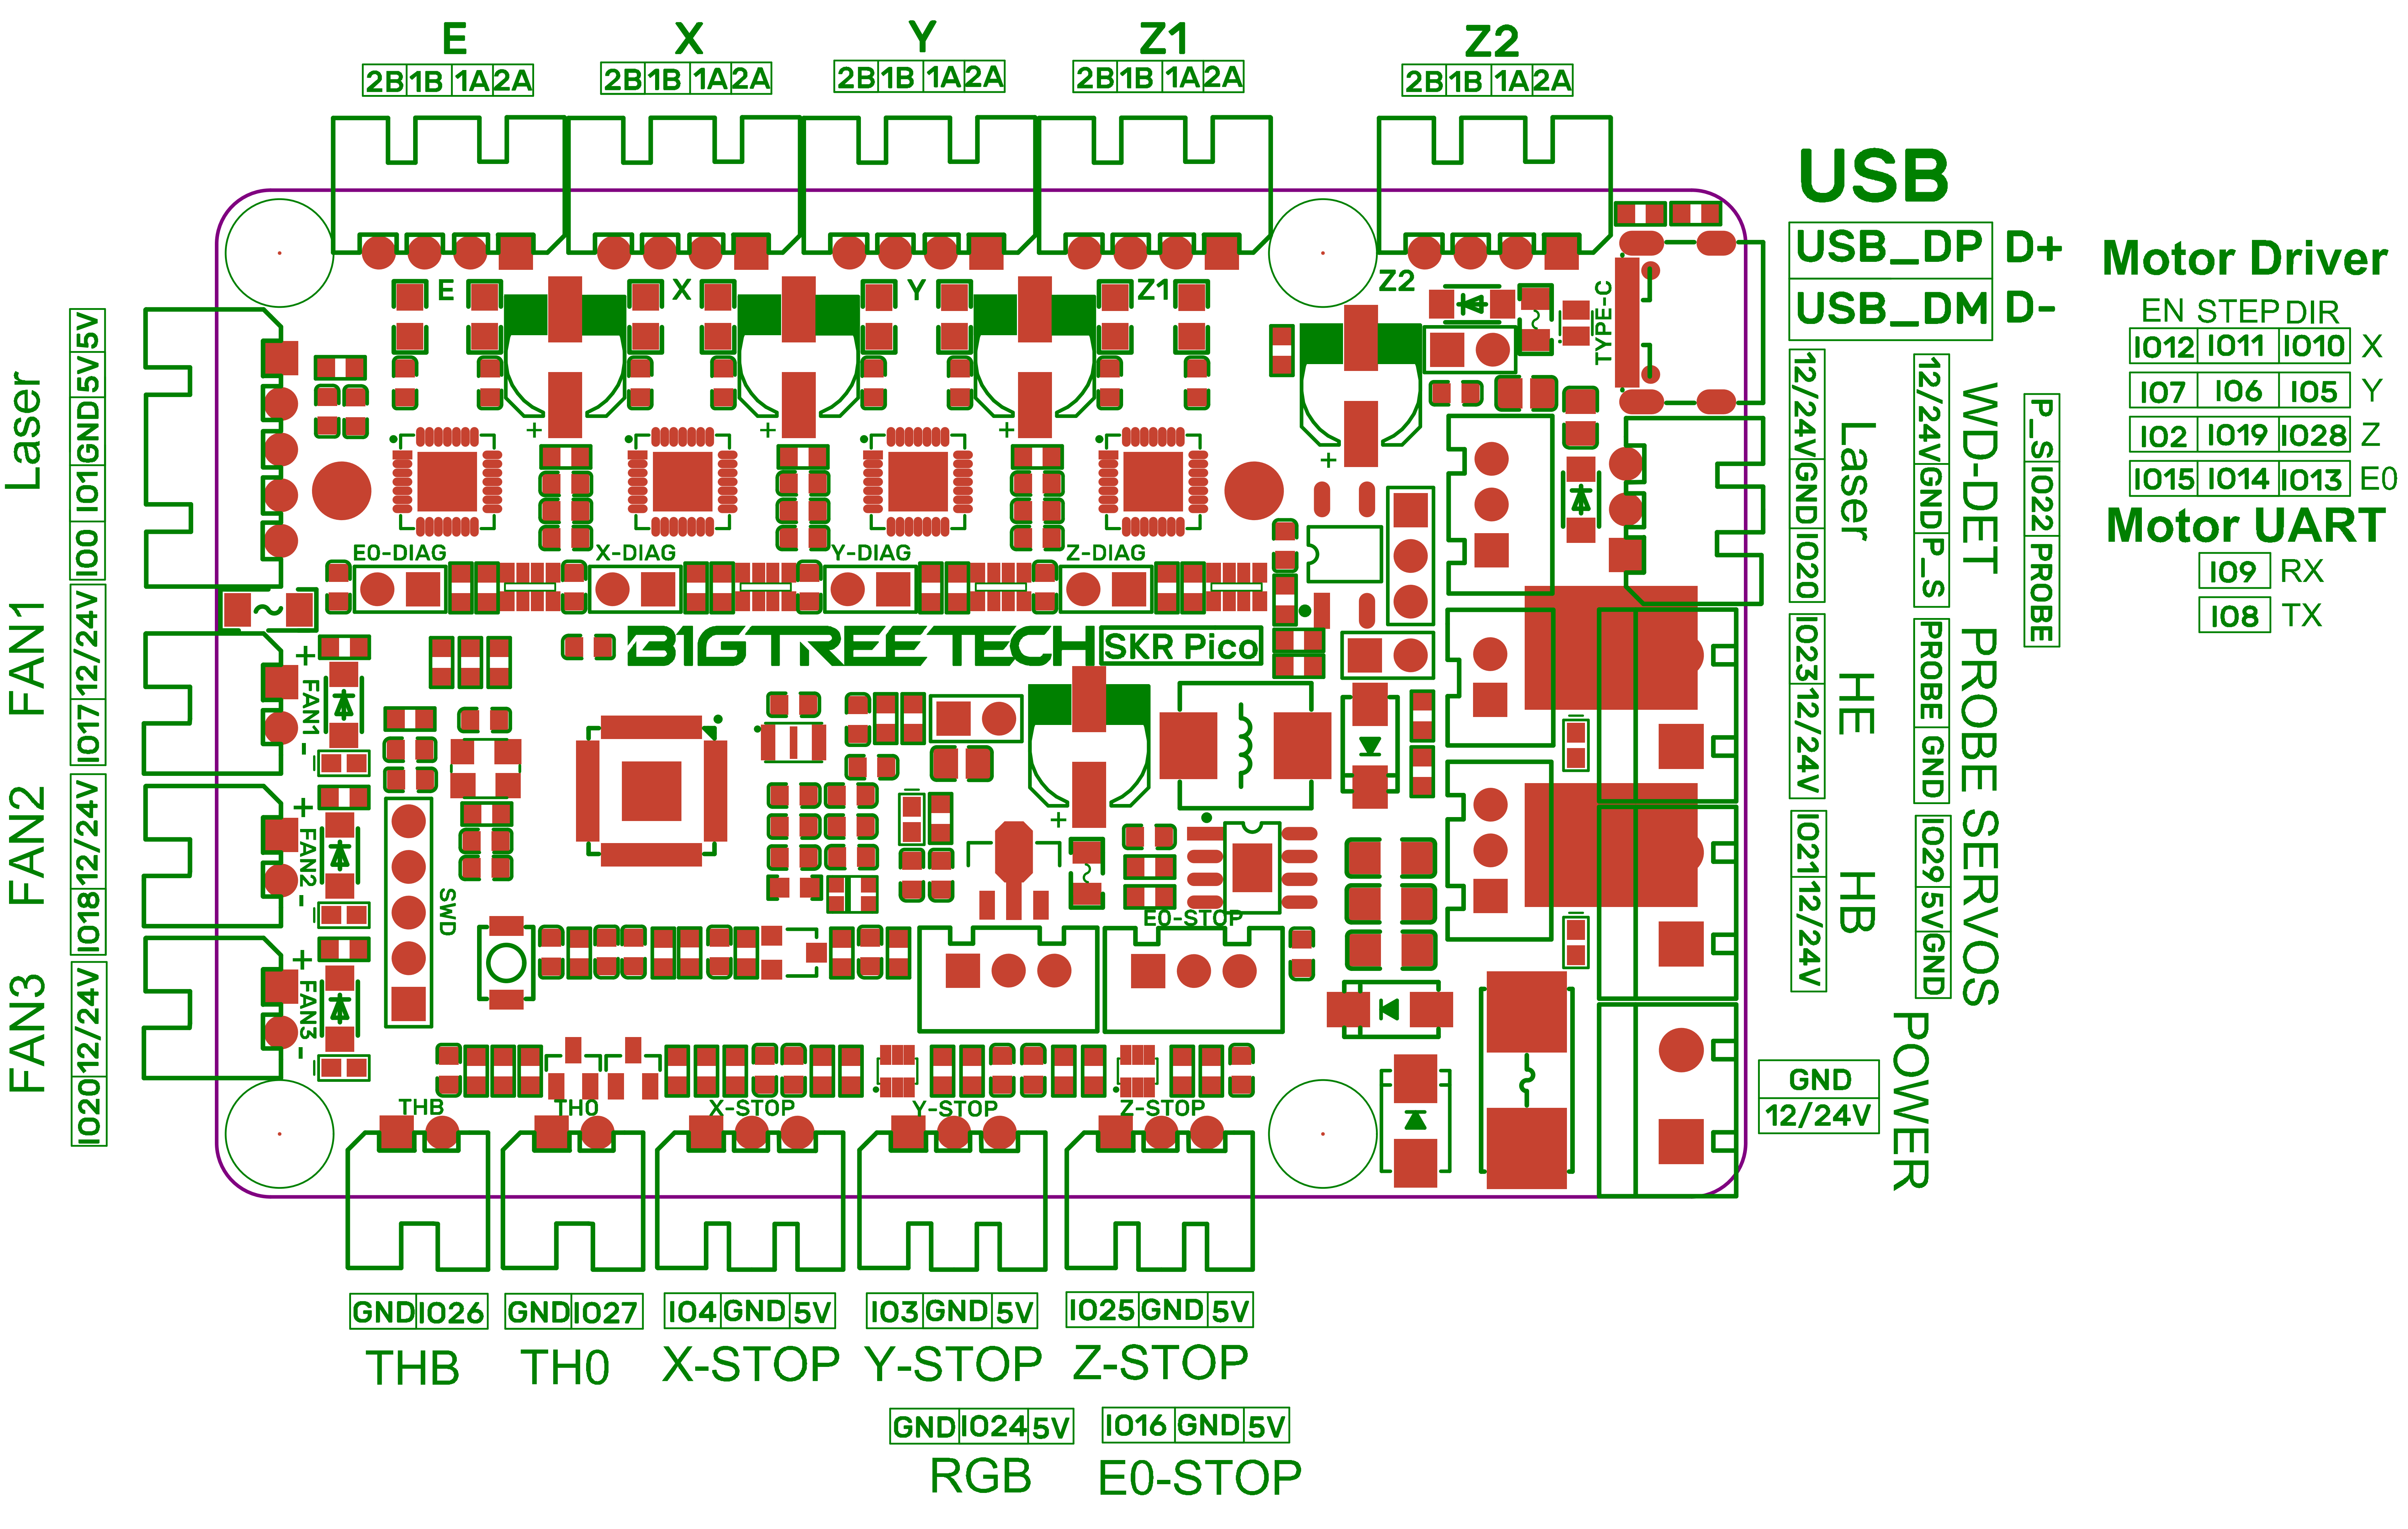 E
X
Y
Z1
Z2
2B 1B 1A 2A
2B 1B 1A 2A
2B 1B 1A 2A
2B 1B 1A 2A
2B 1B 1A 2A
USB
USB_DP D+
USB_DM D-
Motor Driver
EN STEP DIR
IO12 IO11 IO10 X
IO7 IO6 IO5 Y
IO2 IO19 IO28 Z
IO15 IO14 IO13 E0
Motor UART
IO9 RX
IO8 TX
Laser
IO0 IO1 GND 5V 5V
FAN1
IO17 12/24V
FAN2
IO18 12/24V
FAN3
IO20 12/24V
E
X
Y
Z1
Z2
TYPE-C
+
+
+
+
E0-DIAG
X-DIAG
Y-DIAG
Z-DIAG
BIGTREETECH
SKR Pico
+ FAN1 -
+ FAN2 -
+ FAN3 -
SWD
+
E0-STOP
THB
TH0
X-STOP
Y-STOP
Z-STOP
12/24V GND IO20
Laser
12/24V GND P_S
WD-DET
P_S IO22 PROBE
IO23 12/24V
HE
PROBE GND
PROBE
IO21 12/24V
HB
IO29 5V GND
SERVOS
GND
12/24V
POWER
GND IO26
GND IO27
IO4 GND 5V
IO3 GND 5V
IO25 GND 5V
THB
TH0
X-STOP
Y-STOP
Z-STOP
GND IO24 5V
IO16 GND 5V
RGB
E0-STOP